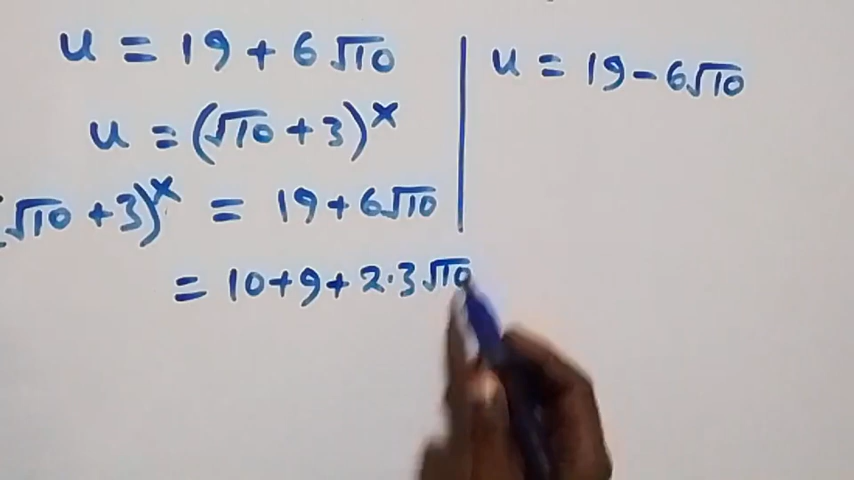 u = 19 + 6√10
u = (√10 + 3)^x
(√10 + 3)^x = 19 + 6√10
= 10 + 9 + 2·3√10
u = 19 - 6√10